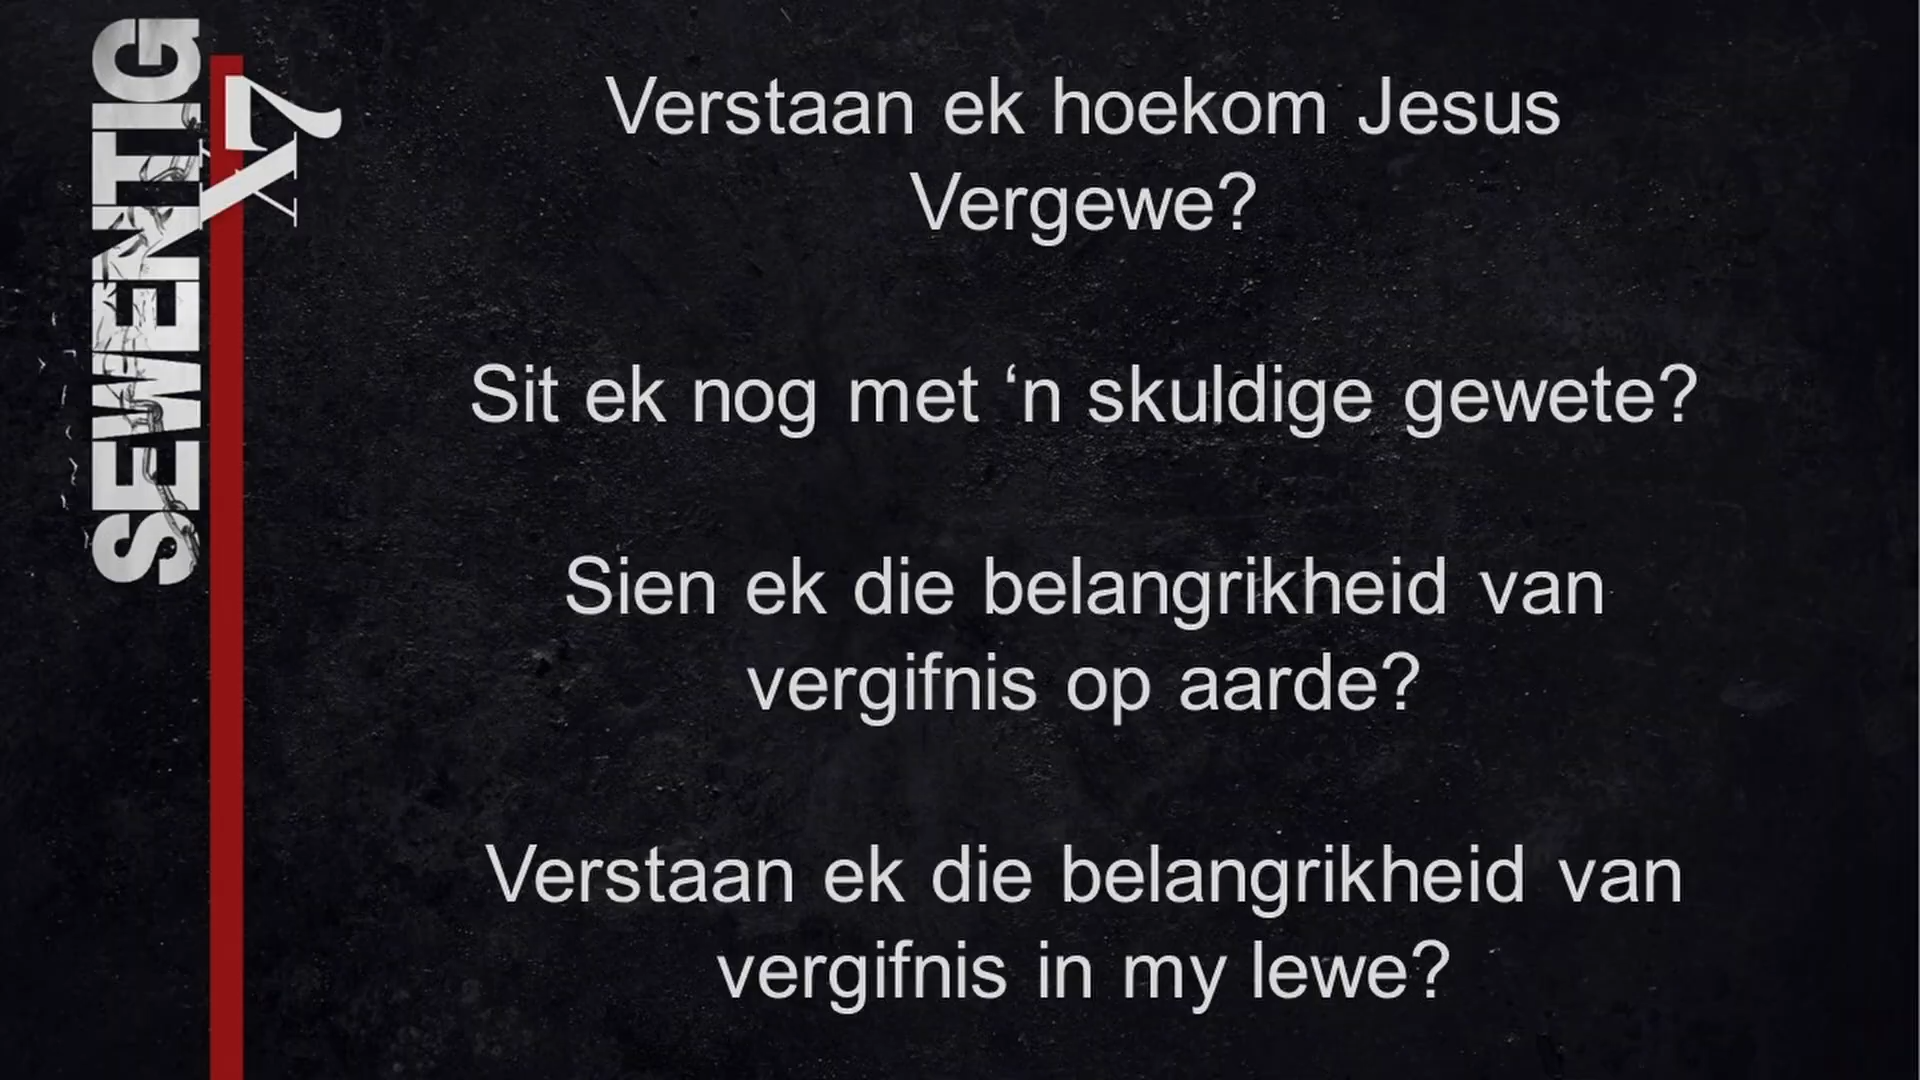 SEWENTIG
X7
Verstaan ek hoekom Jesus
Vergewe?
Sit ek nog met ‘n skuldige gewete?
Sien ek die belangrikheid van
vergifnis op aarde?
Verstaan ek die belangrikheid van
vergifnis in my lewe?